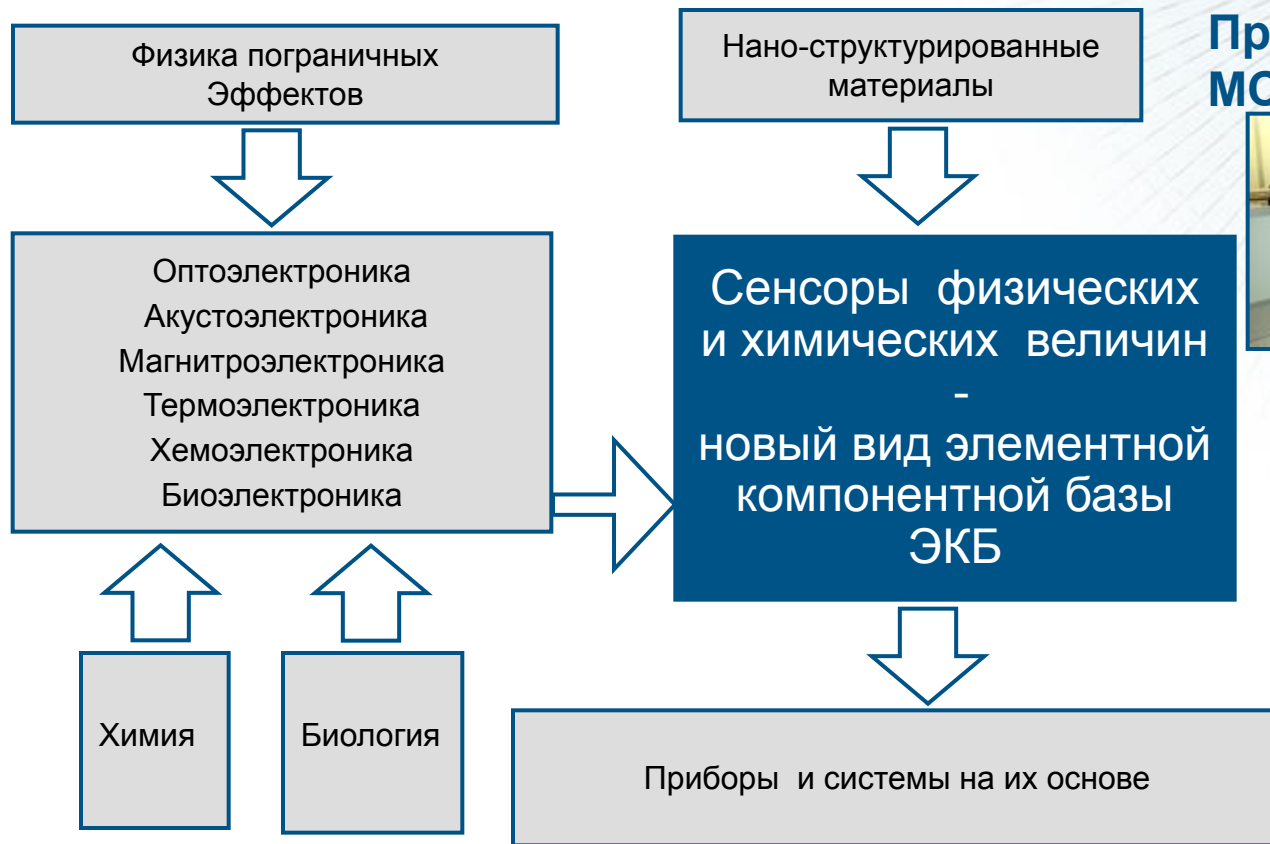 Физика пограничных
Эффектов
Нано-структурированные
материалы
Оптоэлектроника
Акустоэлектроника
Магнитроэлектроника
Термоэлектроника
Хемоэлектроника
Биоэлектроника
Сенсоры физических
и химических величин
-
новый вид элементной
компонентной базы
ЭКБ
Химия
Биология
Приборы и системы на их основе